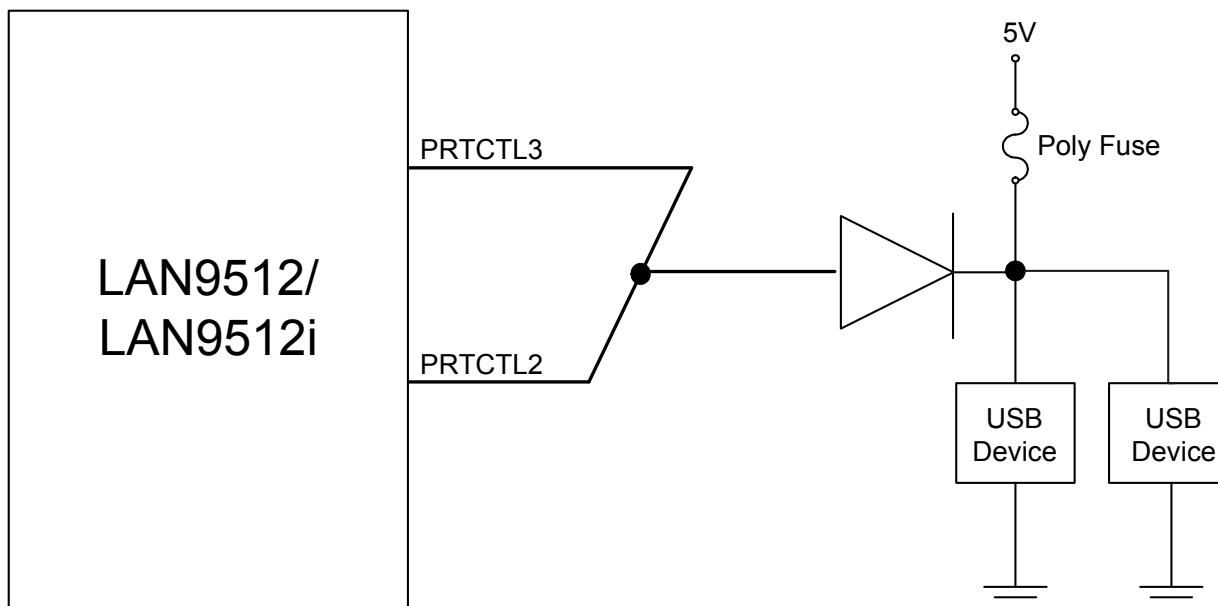 5V
Poly Fuse
PRTCTL3
LAN9512/
LAN9512i
PRTCTL2
USB
Device
USB
Device